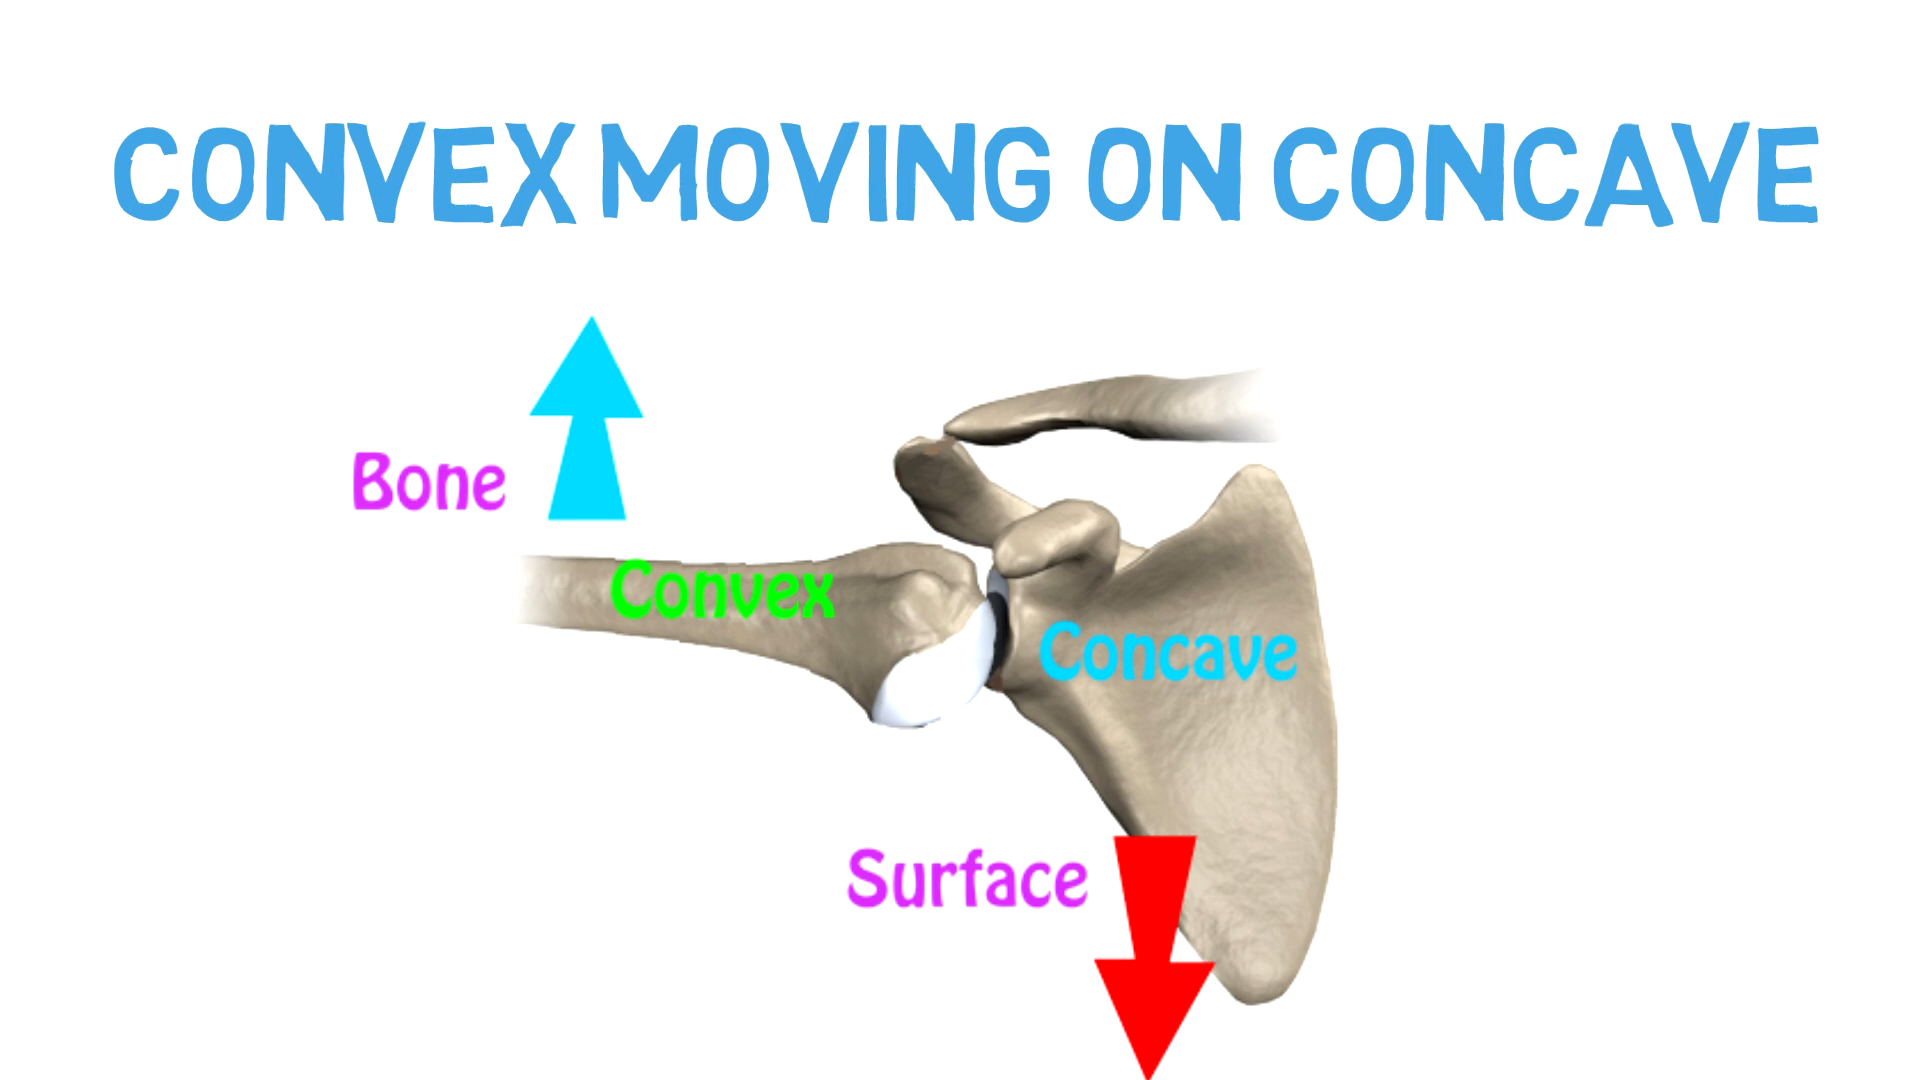 CONVEX MOVING ON CONCAVE
Bone
Convex
Concave
Surface